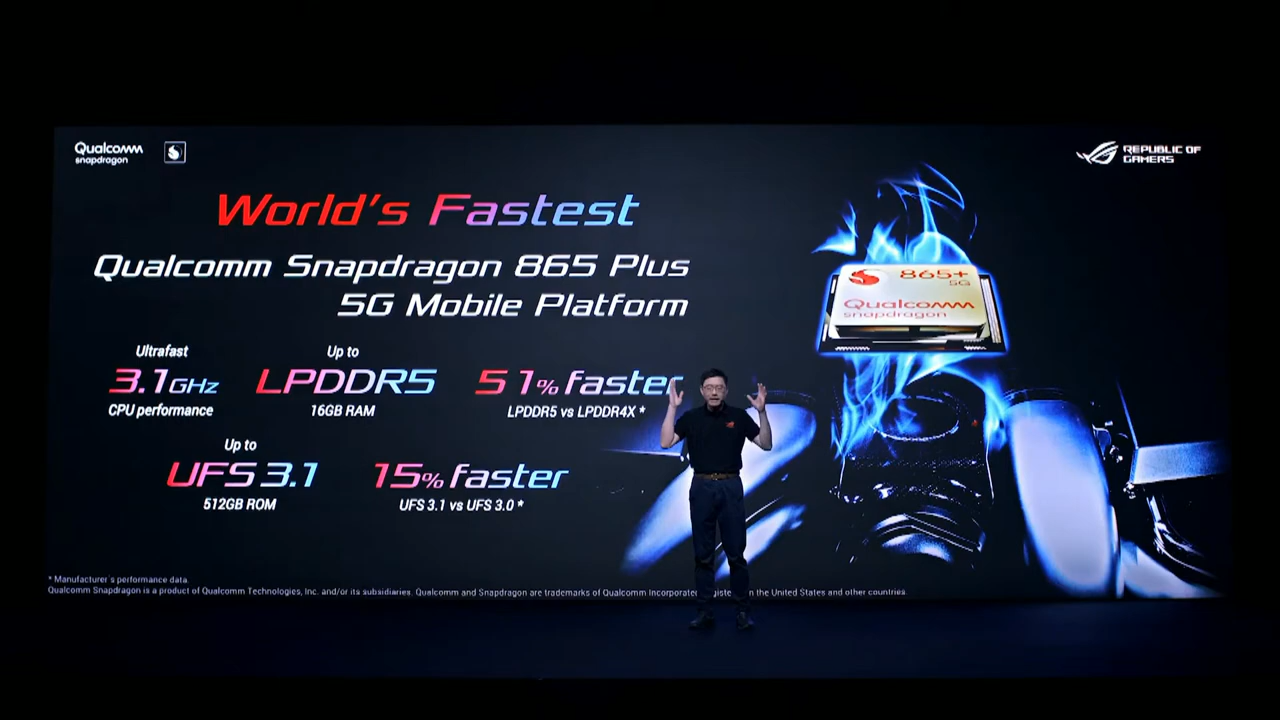 Qualcomm
snapdragon
REPUBLIC OF
GAMERS
World's Fastest
Qualcomm Snapdragon 865 Plus
5G Mobile Platform
Ultrafast
3.1GHz
CPU performance
Up to
LPDDR5
16GB RAM
51% faster
LPDDR5 vs LPDDR4X *
Up to
UFS 3.1
512GB ROM
15% faster
UFS 3.1 vs UFS 3.0 *
865+
5G
Qualcomm
snapdragon
* Manufacturer's performance data.
Qualcomm Snapdragon is a product of Qualcomm Technologies, Inc. and/or its subsidiaries. Qualcomm and Snapdragon are trademarks of Qualcomm Incorporated, in the United States and other countries.